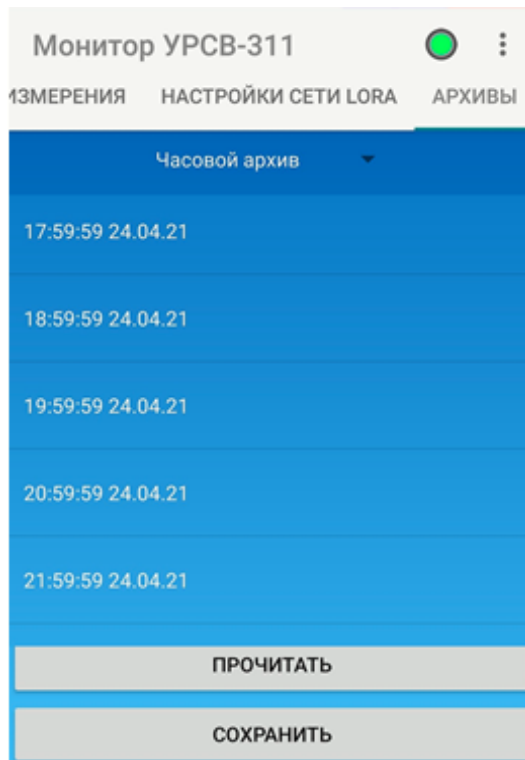 Монитор УРСВ-311
ИЗМЕРЕНИЯ НАСТРОЙКИ СЕТИ LORA АРХИВЫ
Часовой архив
17:59:59 24.04.21
18:59:59 24.04.21
19:59:59 24.04.21
20:59:59 24.04.21
21:59:59 24.04.21
ПРОЧИТАТЬ
СОХРАНИТЬ